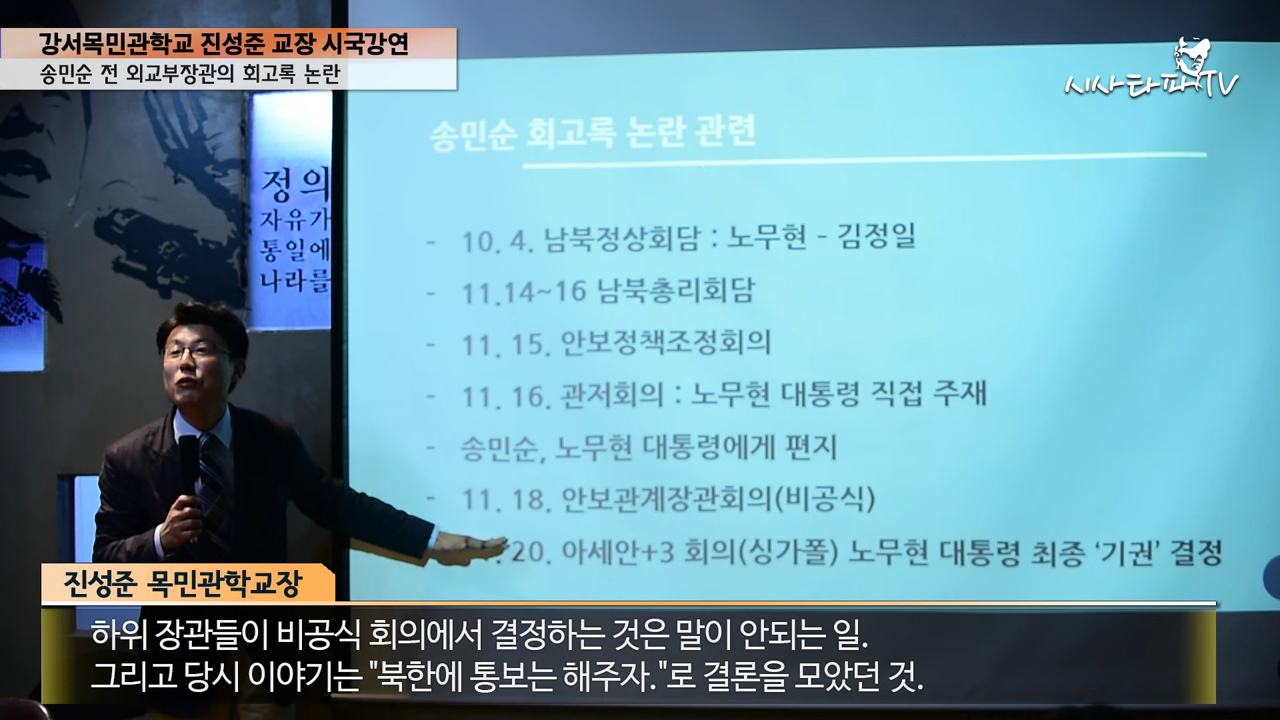 강서목민관학교 진성준 교장 시국강연
송민순 전 외교부장관의 회고록 논란
시사타파TV
정의
자유가
통일에
나라를
송민순 회고록 논란 관련
- 10. 4. 남북정상회담 : 노무현 - 김정일
- 11.14~16 남북총리회담
- 11. 15. 안보정책조정회의
- 11. 16. 관저회의 : 노무현 대통령 직접 주재
- 송민순, 노무현 대통령에게 편지
- 11. 18. 안보관계장관회의(비공식)
20. 아세안+3 회의(싱가폴) 노무현 대통령 최종 '기권' 결정
진성준 목민관학교장
하위 장관들이 비공식 회의에서 결정하는 것은 말이 안되는 일.
그리고 당시 이야기는 "북한에 통보는 해주자."로 결론을 모았던 것.